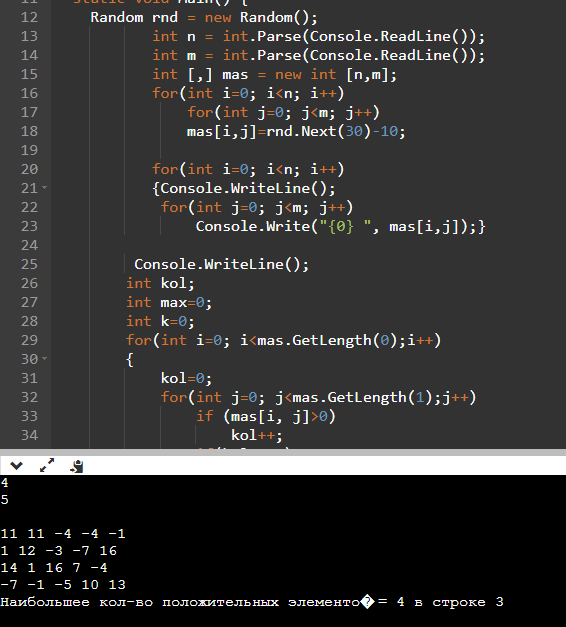 11 static void Main() {
12 Random rnd = new Random();
13 int n = int.Parse(Console.ReadLine());
14 int m = int.Parse(Console.ReadLine());
15 int [,] mas = new int [n,m];
16 for(int i=0; i<n; i++)
17 for(int j=0; j<m; j++)
18 mas[i,j]=rnd.Next(30)-10;
19
20 for(int i=0; i<n; i++)
21 {Console.WriteLine();
22 for(int j=0; j<m; j++)
23 Console.Write("{0} ", mas[i,j]);}
24
25 Console.WriteLine();
26 int kol;
27 int max=0;
28 int k=0;
29 for(int i=0; i<mas.GetLength(0);i++)
30 {
31 kol=0;
32 for(int j=0; j<mas.GetLength(1);j++)
33 if (mas[i, j]>0)
34 kol++;
4
5
11 11 -4 -4 -1
1 12 -3 -7 16
14 1 16 7 -4
-7 -1 -5 10 13
Наибольшее кол-во положительных элементо�= 4 в строке 3